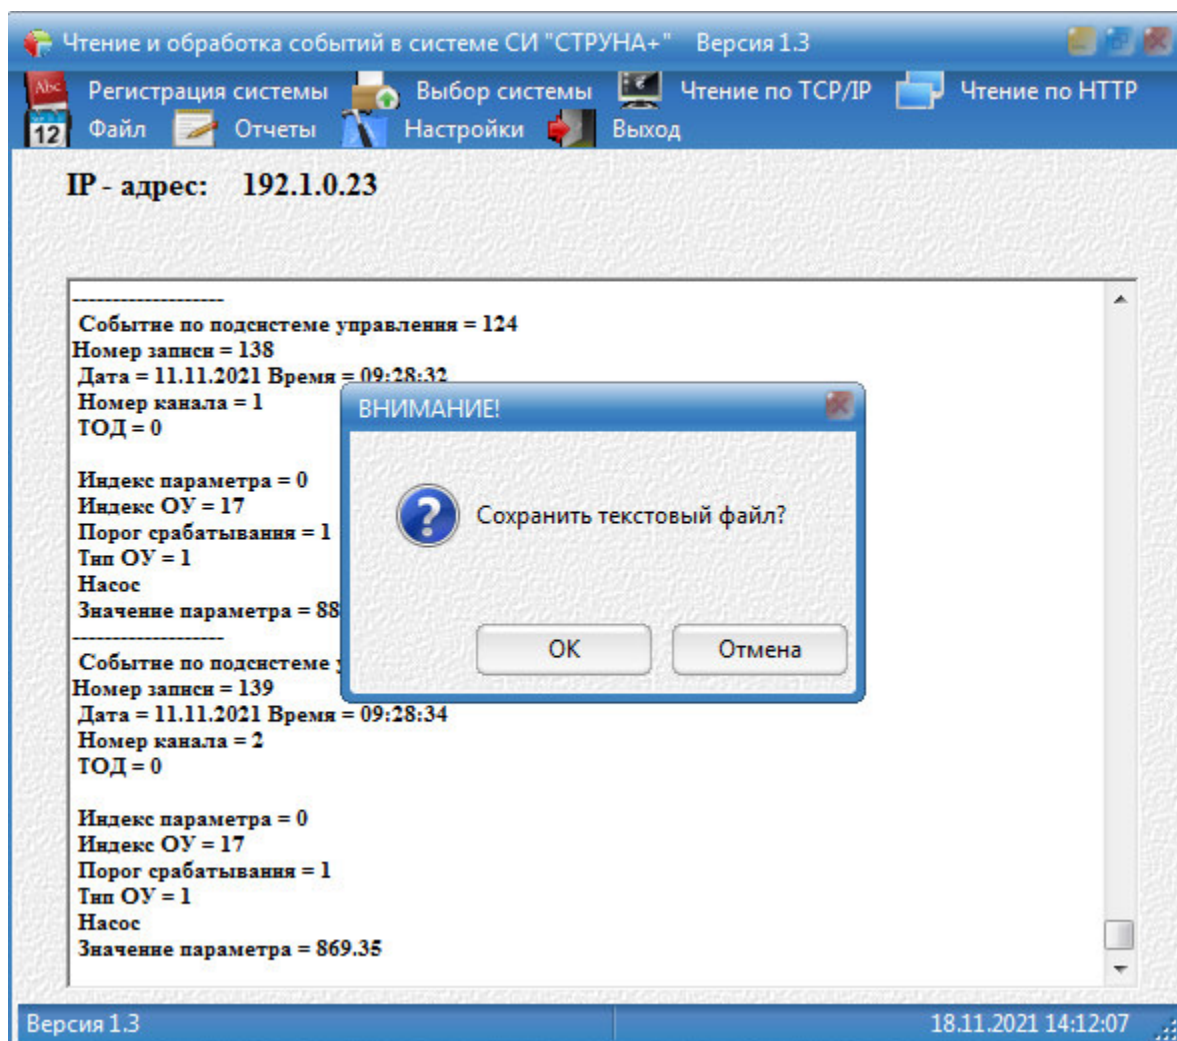 Чтение и обработка событий в системе СИ "СТРУНА+" Версия 1.3
Abc Регистрация системы Выбор системы Чтение по TCP/IP Чтение по HTTP
12 Файл Отчеты Настройки Выход
IP - адрес: 192.1.0.23
--------------------
Событие по подсистеме управления = 124
Номер записи = 138
Дата = 11.11.2021 Время = 09:28:32
Номер канала = 1
ТОД = 0
Индекс параметра = 0
Индекс ОУ = 17
Порог срабатывания = 1
Тип ОУ = 1
Насос
Значение параметра = 88
--------------------
Событие по подсистеме
Номер записи = 139
Дата = 11.11.2021 Время = 09:28:34
Номер канала = 2
ТОД = 0
Индекс параметра = 0
Индекс ОУ = 17
Порог срабатывания = 1
Тип ОУ = 1
Насос
Значение параметра = 869.35
ВНИМАНИЕ!
Сохранить текстовый файл?
OK Отмена
Версия 1.3 18.11.2021 14:12:07